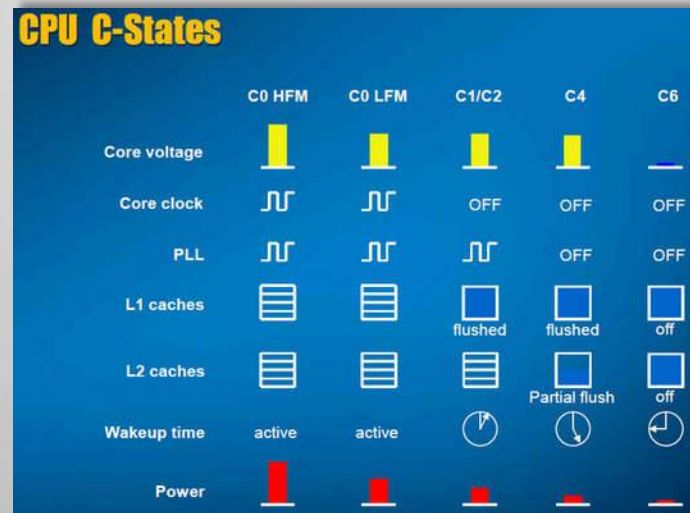 CPU C-States
C0 HFM C0 LFM C1/C2 C4 C6
Core voltage
Core clock OFF OFF OFF
PLL OFF OFF
L1 caches
flushed flushed off
L2 caches
Partial flush off
Wakeup time active active
Power